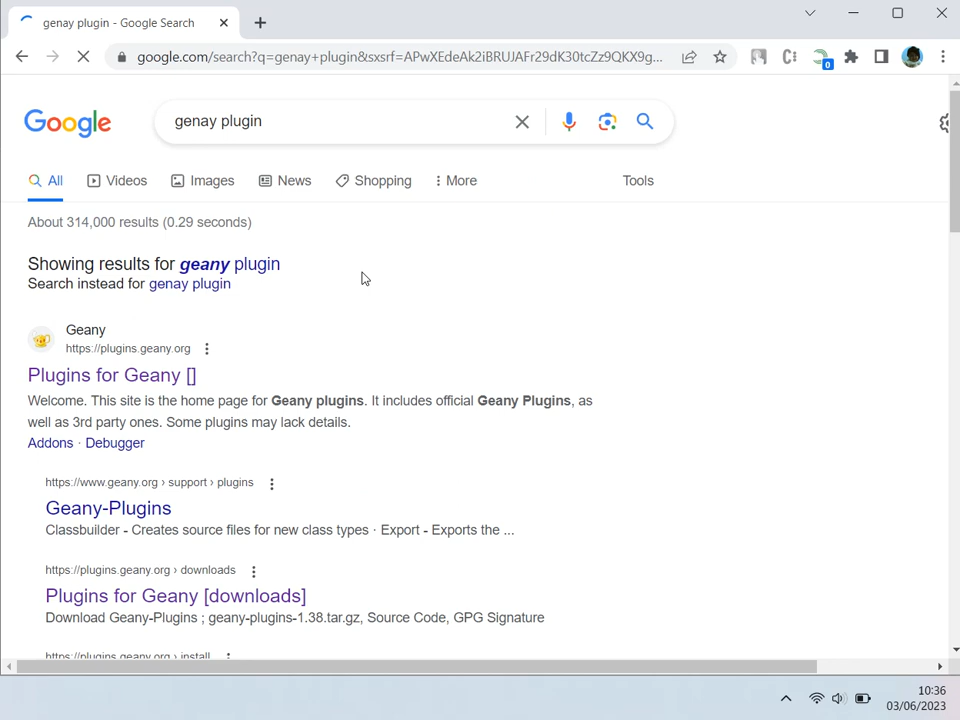 genay plugin - Google Search
google.com/search?q=genay+plugin&sxsrf=APwXEdeAk2iBRUJAFr29dK30tcZz9QKX9g...
0
Google
genay plugin
All
Videos
Images
News
Shopping
More
Tools
About 314,000 results (0.29 seconds)
Showing results for geany plugin
Search instead for genay plugin
Geany
https://plugins.geany.org
Plugins for Geany []
Welcome. This site is the home page for Geany plugins. It includes official Geany Plugins, as
well as 3rd party ones. Some plugins may lack details.
Addons · Debugger
https://www.geany.org › support › plugins
Geany-Plugins
Classbuilder - Creates source files for new class types · Export - Exports the ...
https://plugins.geany.org › downloads
Plugins for Geany [downloads]
Download Geany-Plugins ; geany-plugins-1.38.tar.gz, Source Code, GPG Signature
https://plugins.geany.org › install
10:36
03/06/2023